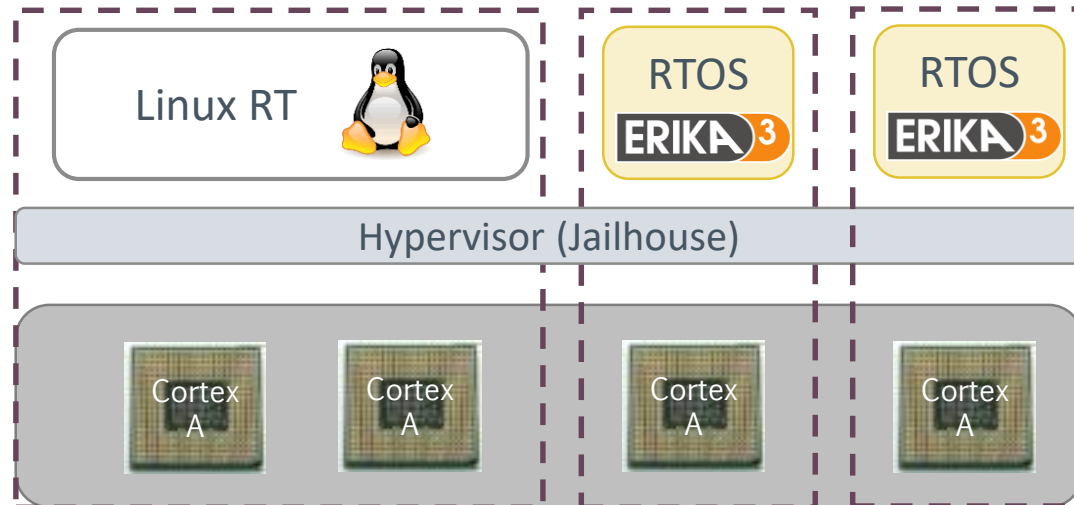 Linux RT
RTOS
ERIKA 3
RTOS
ERIKA 3
Hypervisor (Jailhouse)
Cortex
A
Cortex
A
Cortex
A
Cortex
A